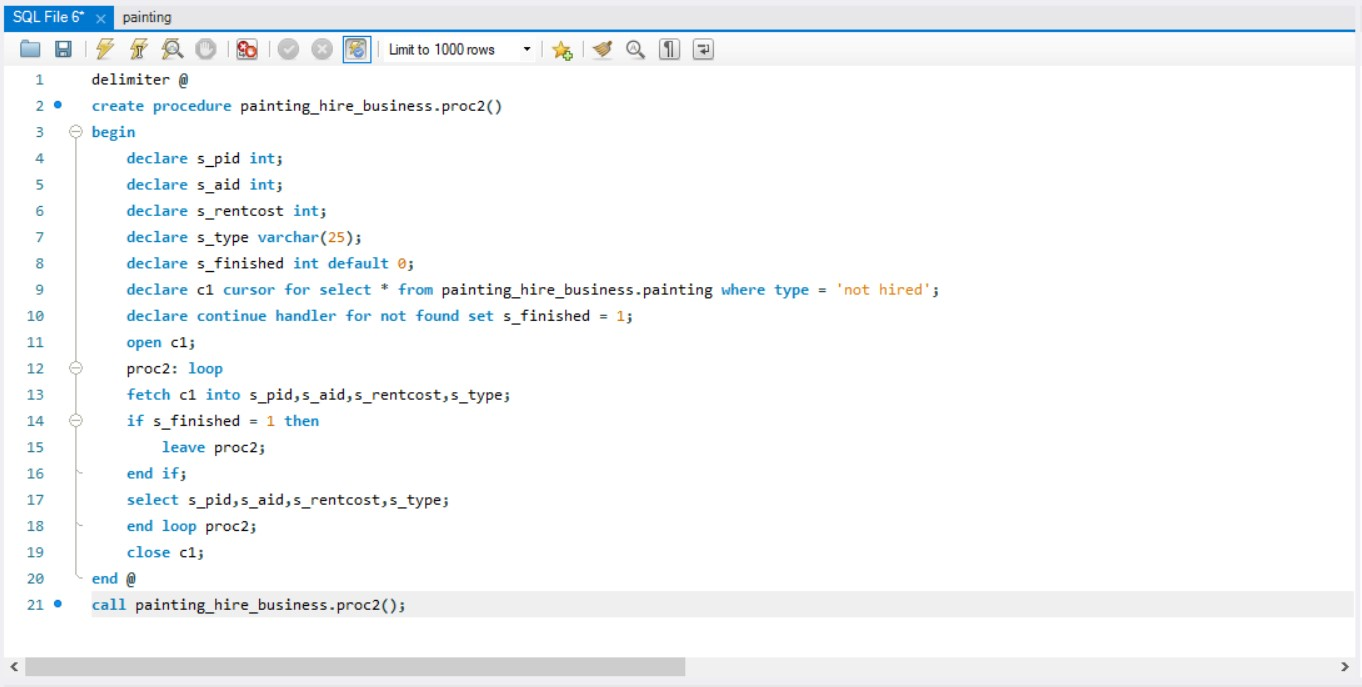 SQL File 6* × painting
Limit to 1000 rows
1 delimiter @
2 create procedure painting_hire_business.proc2()
3 begin
4 declare s_pid int;
5 declare s_aid int;
6 declare s_rentcost int;
7 declare s_type varchar(25);
8 declare s_finished int default 0;
9 declare c1 cursor for select * from painting_hire_business.painting where type = 'not hired';
10 declare continue handler for not found set s_finished = 1;
11 open c1;
12 proc2: loop
13 fetch c1 into s_pid,s_aid,s_rentcost,s_type;
14 if s_finished = 1 then
15 leave proc2;
16 end if;
17 select s_pid,s_aid,s_rentcost,s_type;
18 end loop proc2;
19 close c1;
20 end @
21 call painting_hire_business.proc2();